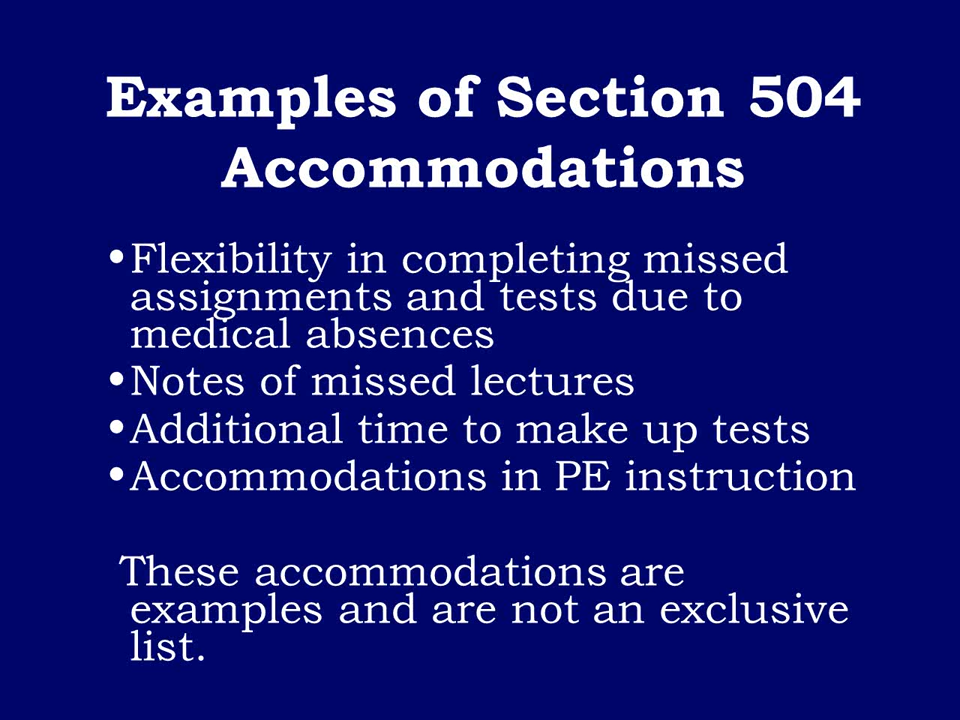 Examples of Section 504
Accommodations
• Flexibility in completing missed
assignments and tests due to
medical absences
• Notes of missed lectures
• Additional time to make up tests
• Accommodations in PE instruction
These accommodations are
examples and are not an exclusive
list.